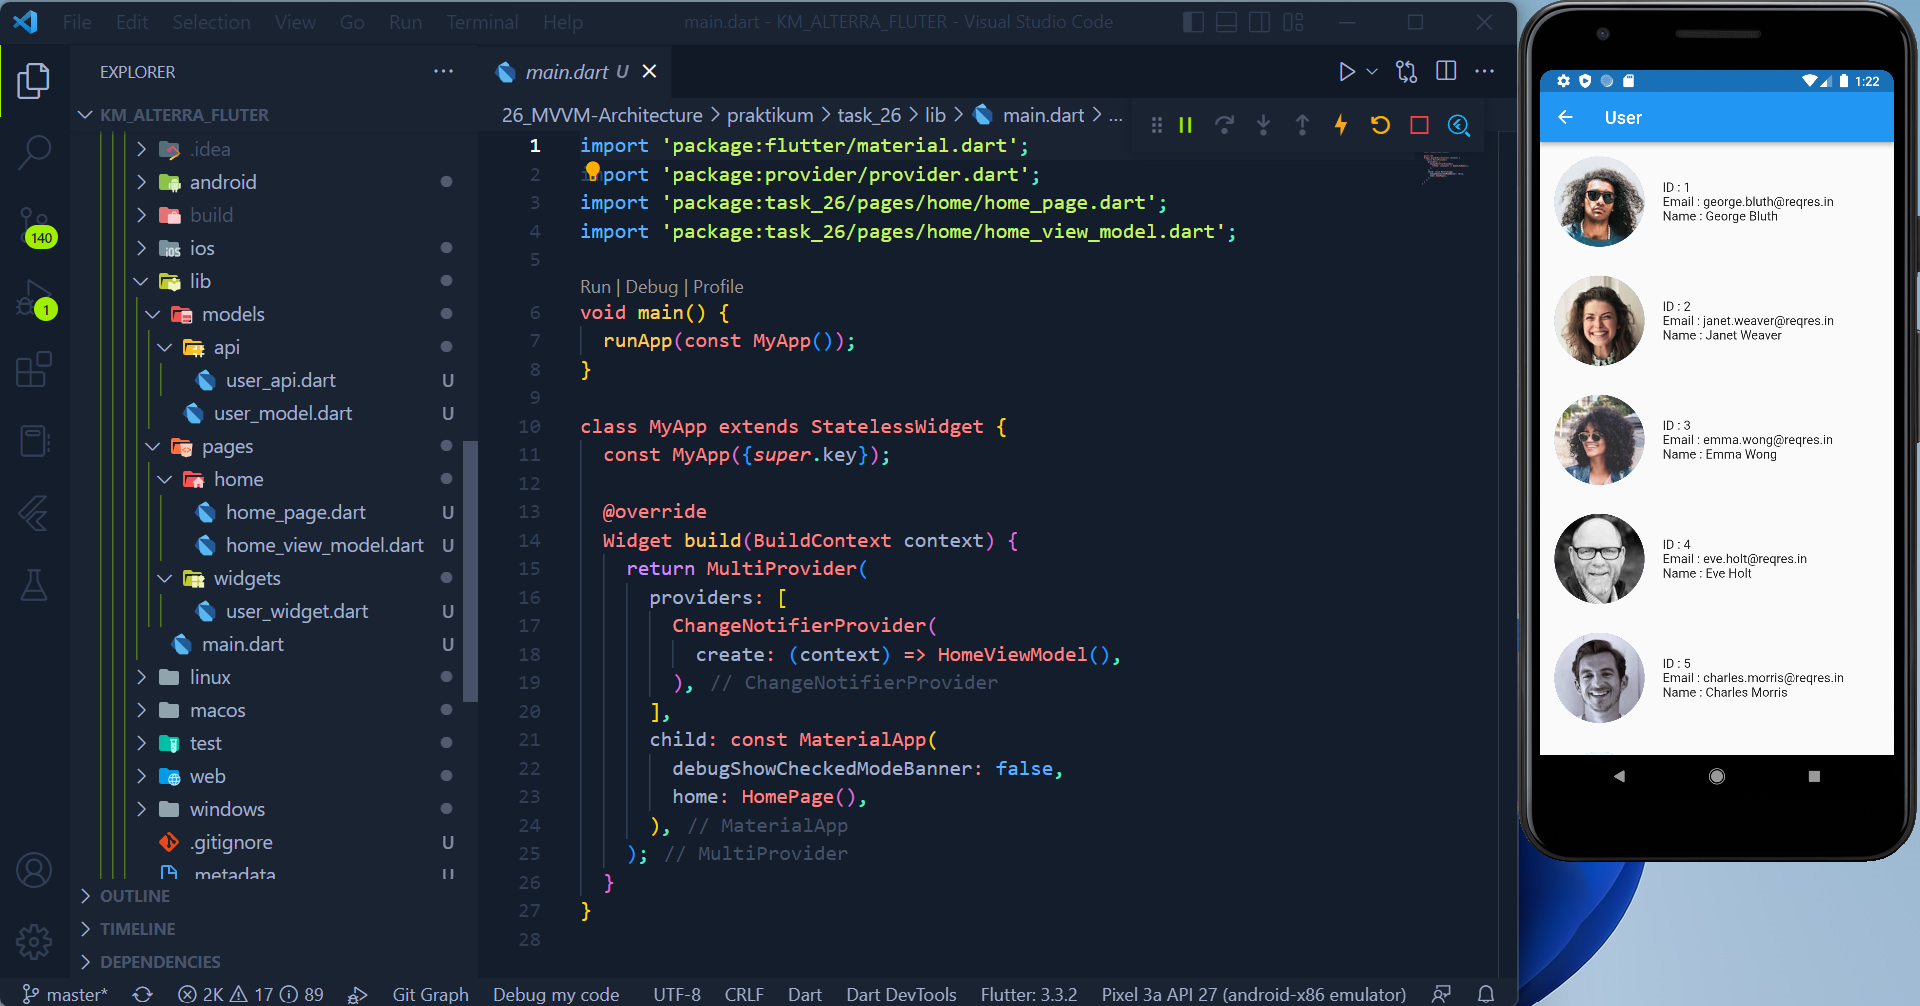 File Edit Selection View Go Run Terminal Help
main.dart - KM_ALTERRA_FLUTER - Visual Studio Code
EXPLORER
KM_ALTERRA_FLUTER
.idea
android
build
ios
lib
models
api
user_api.dart U
user_model.dart U
pages
home
home_page.dart U
home_view_model.dart U
widgets
user_widget.dart U
main.dart U
linux
macos
test
web
windows
.gitignore U
.metadata U
OUTLINE
TIMELINE
DEPENDENCIES
140
1
main.dart U
26_MVVM-Architecture > praktikum > task_26 > lib > main.dart > ...
1 import 'package:flutter/material.dart';
2 import 'package:provider/provider.dart';
3 import 'package:task_26/pages/home/home_page.dart';
4 import 'package:task_26/pages/home/home_view_model.dart';
5
Run | Debug | Profile
6 void main() {
7 runApp(const MyApp());
8 }
9
10 class MyApp extends StatelessWidget {
11 const MyApp({super.key});
12
13 @override
14 Widget build(BuildContext context) {
15 return MultiProvider(
16 providers: [
17 ChangeNotifierProvider(
18 create: (context) => HomeViewModel(),
19 ), // ChangeNotifierProvider
20 ],
21 child: const MaterialApp(
22 debugShowCheckedModeBanner: false,
23 home: HomePage(),
24 ), // MaterialApp
25 ); // MultiProvider
26 }
27 }
28
master* 2K 17 89 Git Graph Debug my code UTF-8 CRLF Dart Dart DevTools Flutter: 3.3.2 Pixel 3a API 27 (android-x86 emulator)
1:22
User
ID : 1
Email : george.bluth@reqres.in
Name : George Bluth
ID : 2
Email : janet.weaver@reqres.in
Name : Janet Weaver
ID : 3
Email : emma.wong@reqres.in
Name : Emma Wong
ID : 4
Email : eve.holt@reqres.in
Name : Eve Holt
ID : 5
Email : charles.morris@reqres.in
Name : Charles Morris